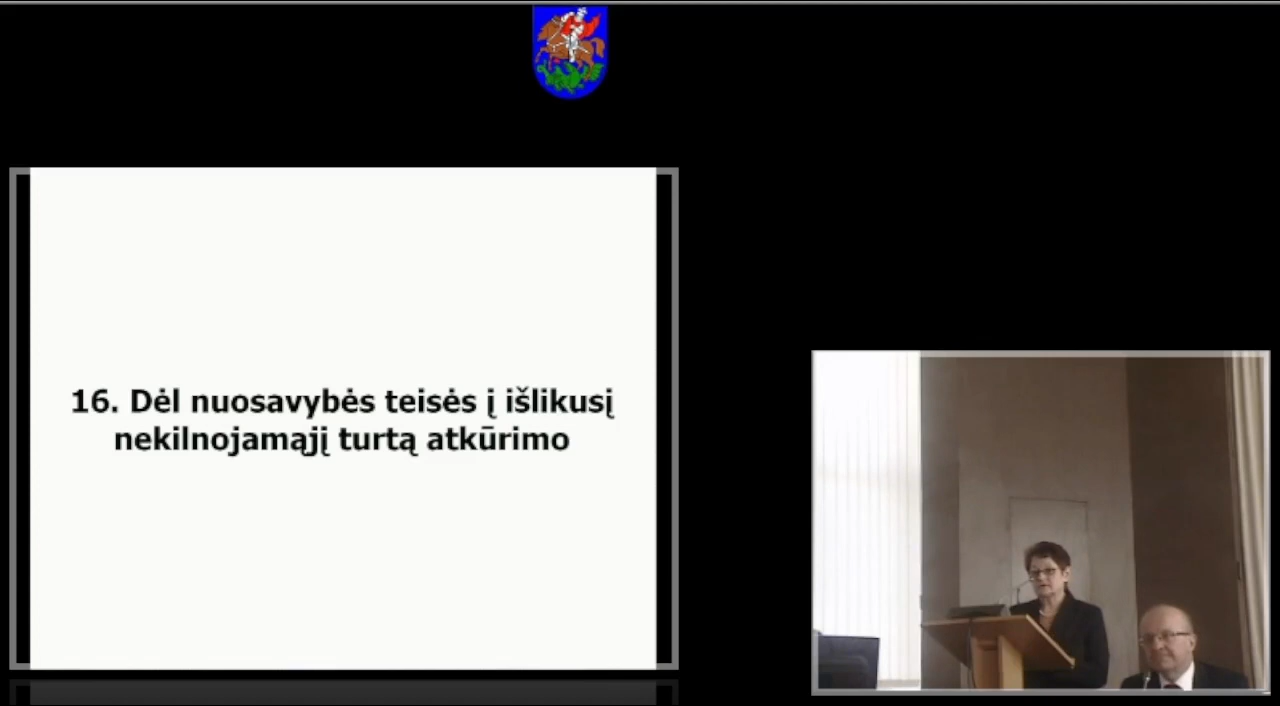 16. Dėl nuosavybės teisės į išlikusį
nekilnojamąjį turtą atkūrimo